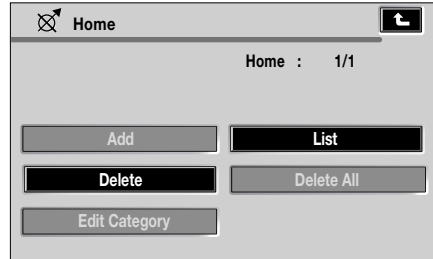 Home
Home : 1/1
Add
List
Delete
Delete All
Edit Category